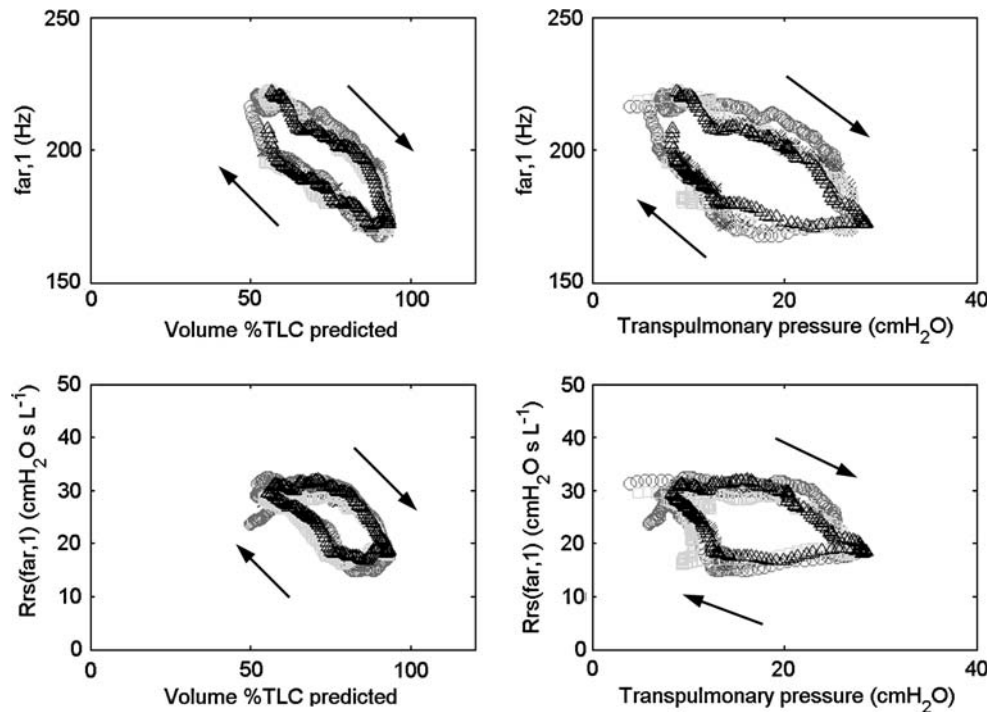 250
200
150
far,1 (Hz)
0 50 100
Volume %TLC predicted
250
200
150
far,1 (Hz)
0 20 40
Transpulmonary pressure (cmH₂O)
50
40
30
20
10
0
Rrs(far,1) (cmH₂O s L⁻¹)
0 50 100
Volume %TLC predicted
50
40
30
20
10
0
Rrs(far,1) (cmH₂O s L⁻¹)
0 20 40
Transpulmonary pressure (cmH₂O)